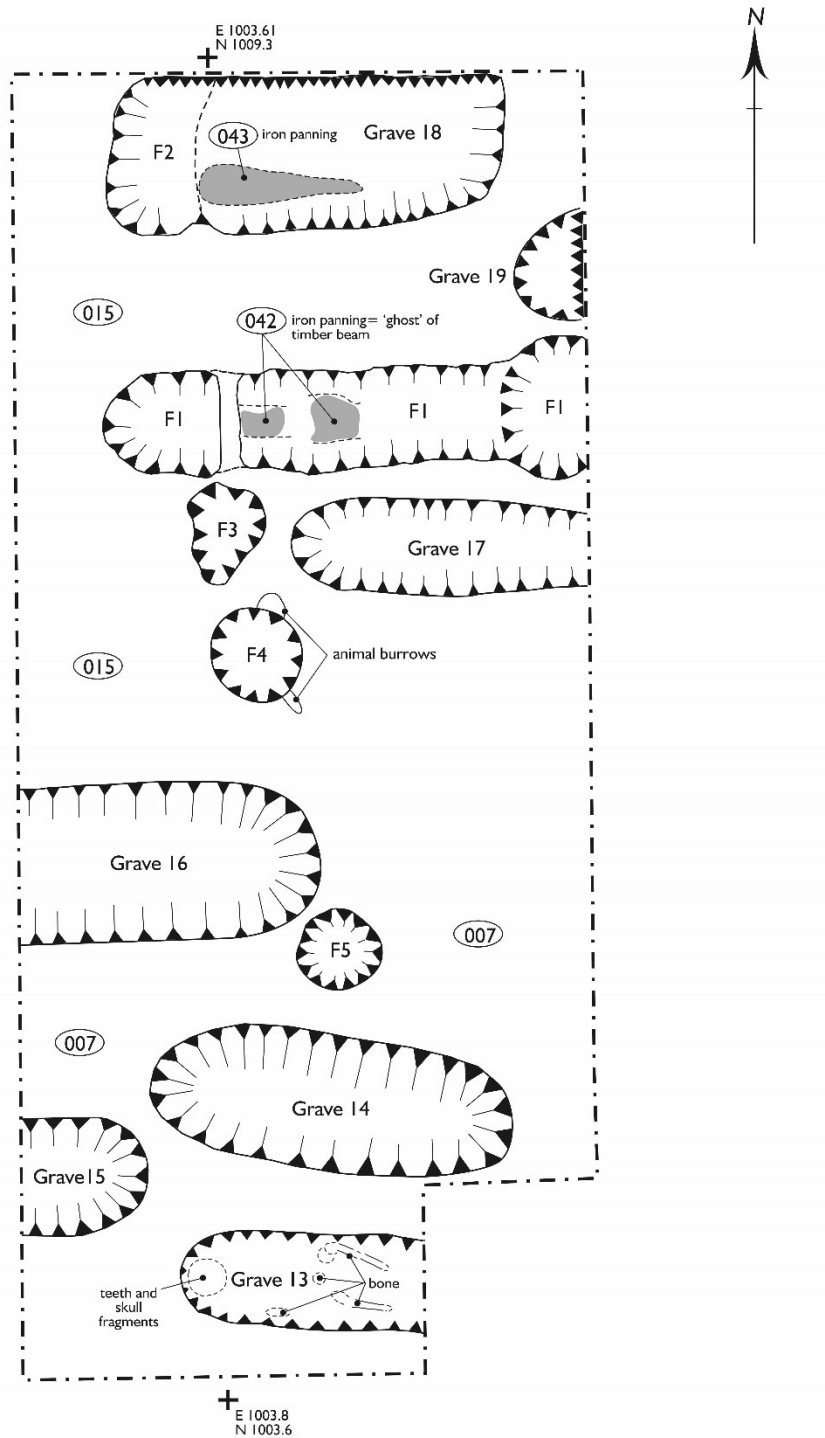 E 1003.61
N 1009.3
N
F2
043 iron panning
Grave 18
Grave 19
015
042 iron panning= ‘ghost’ of
timber beam
F1
F1
F1
F3
Grave 17
015
F4
animal burrows
Grave 16
F5
007
007
Grave 14
Grave15
Grave 13
bone
teeth and
skull
fragments
E 1003.8
N 1003.6